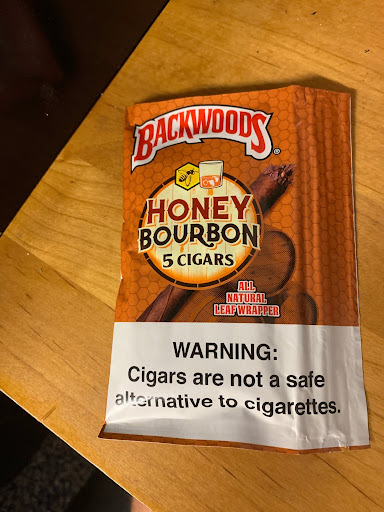 BACKWOODS®
HONEY
BOURBON
5 CIGARS
ALL
NATURAL
LEAF WRAPPER
WARNING:
Cigars are not a safe
alternative to cigarettes.